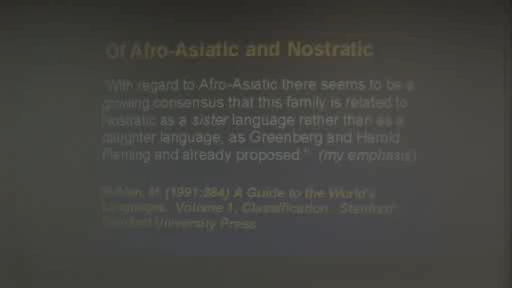 Of Afro-Asiatic and Nostratic
"With regard to Afro-Asiatic there seems to be a
growing consensus that this family is related to
Nostratic as a sister language rather than as a
daughter language, as Greenberg and Harold
Fleming and already proposed." (my emphasis)
M. (1991:384) A Guide to the World's
Languages. Volume 1, Classification. Stanford:
Stanford University Press